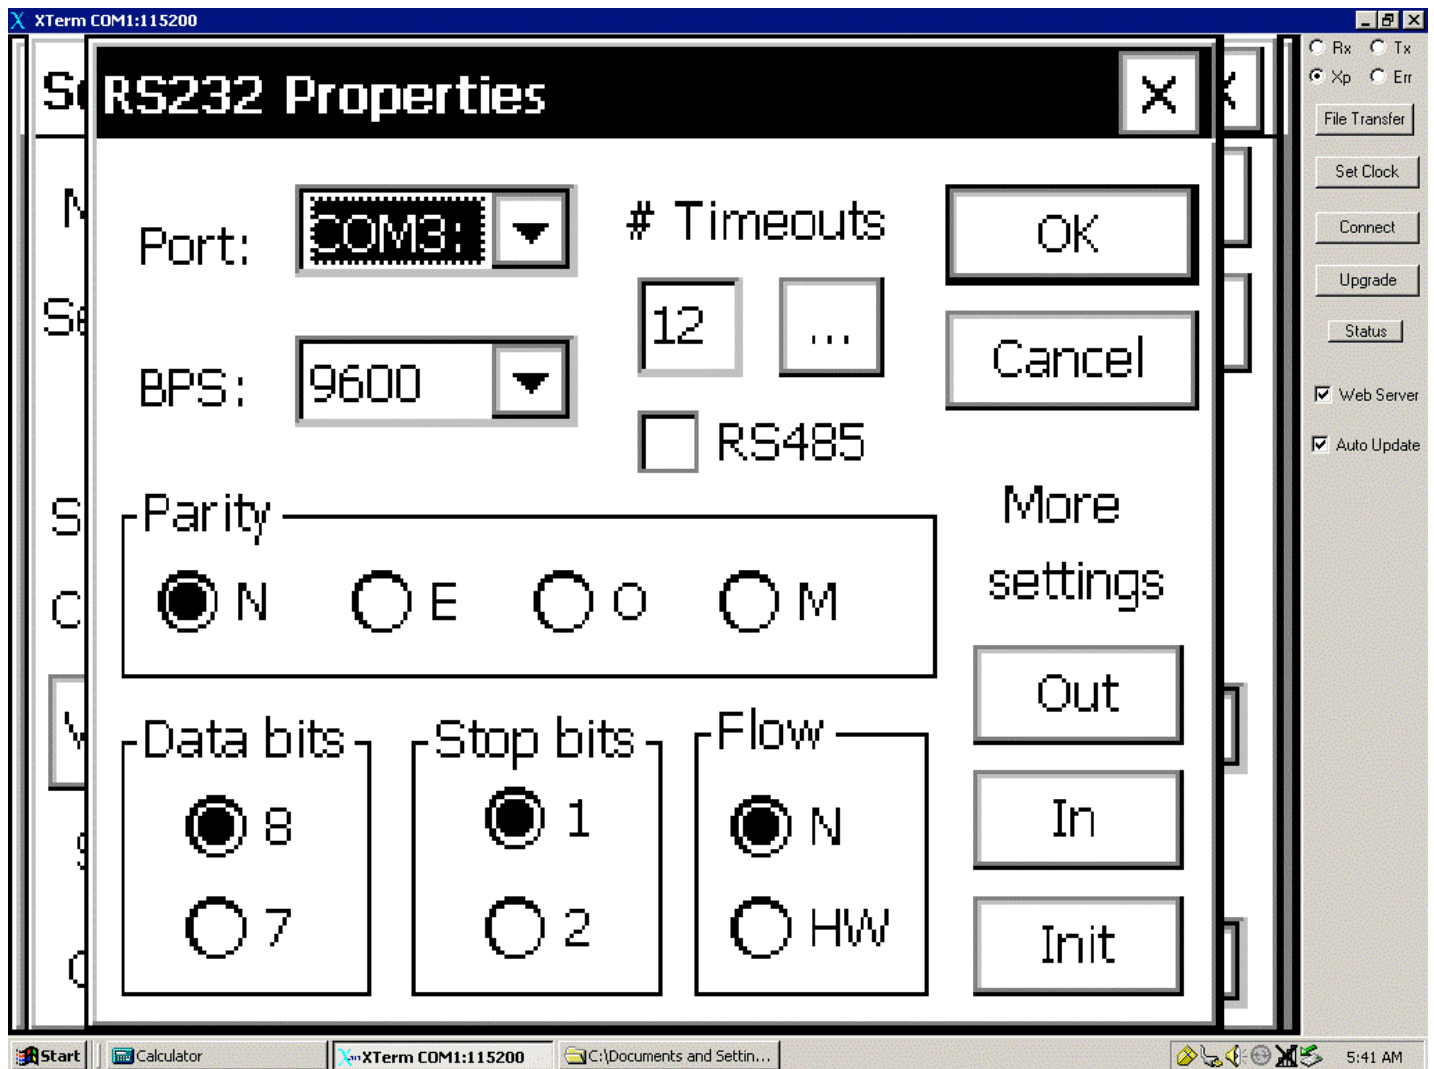 XTerm COM1:115200
RS232 Properties
Rx Tx
Xp Err
File Transfer
Set Clock
Connect
Upgrade
Status
Web Server
Auto Update
Port: COM3:
# Timeouts
12 ...
OK
Cancel
BPS: 9600
RS485
Parity
N E O M
More
settings
Out
In
Init
Data bits
8
7
Stop bits
1
2
Flow
N
HW
Start
Calculator
XTerm COM1:115200
C:\Documents and Settin...
5:41 AM